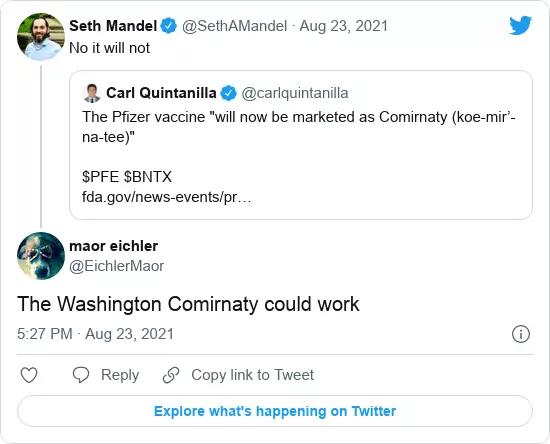 Seth Mandel @SethAMandel · Aug 23, 2021
No it will not
Carl Quintanilla @carlquintanilla
The Pfizer vaccine "will now be marketed as Comirnaty (koe-mir’-
na-tee)"
$PFE $BNTX
fda.gov/news-events/pr…
maor eichler
@EichlerMaor
The Washington Comirnaty could work
5:27 PM · Aug 23, 2021
Reply
Copy link to Tweet
Explore what's happening on Twitter